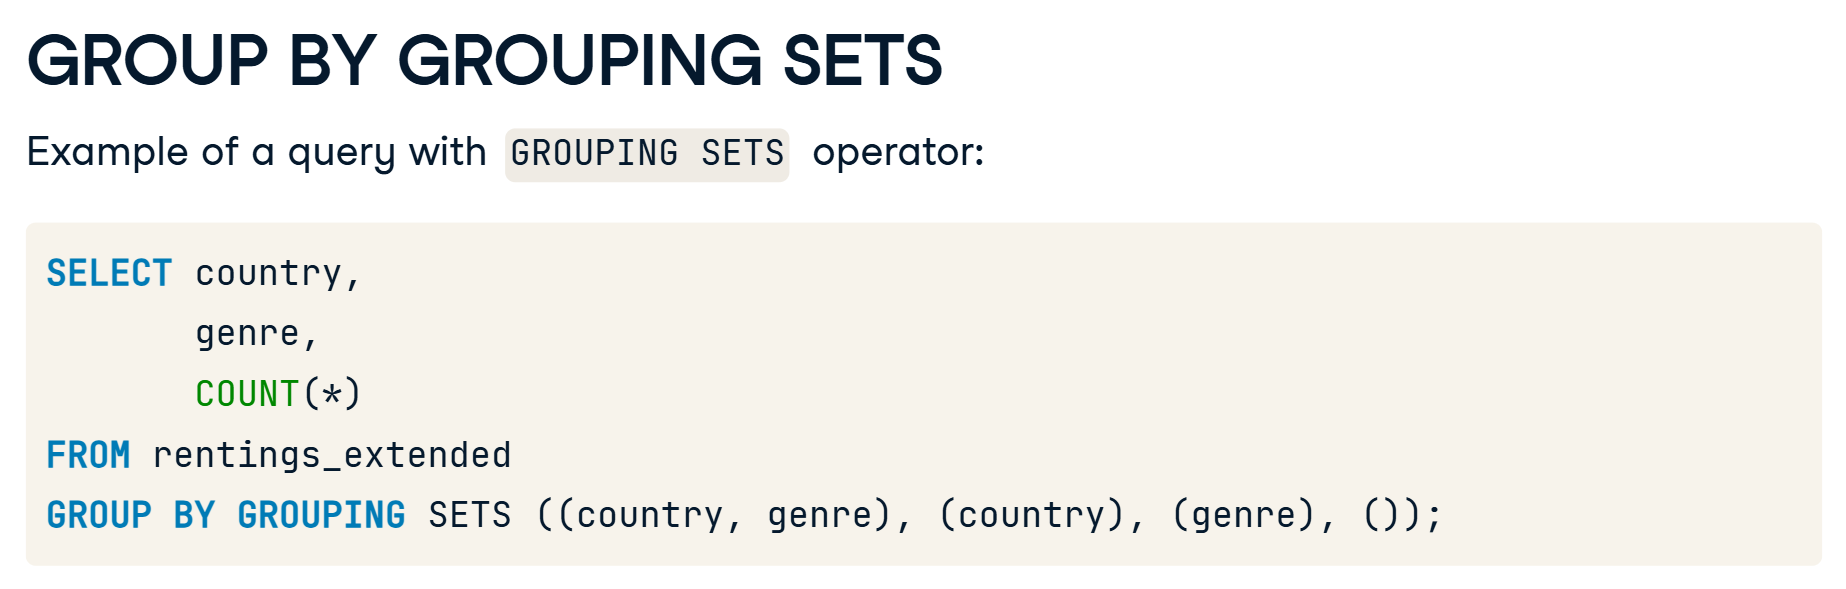 GROUP BY GROUPING SETS
Example of a query with GROUPING SETS operator:
SELECT country,
genre,
COUNT(*)
FROM rentings_extended
GROUP BY GROUPING SETS ((country, genre), (country), (genre), ());